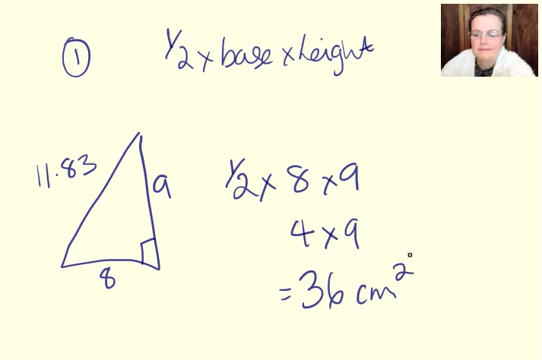 1
1/2 x base x height
11.83
9
1/2 x 8 x 9
4 x 9
8
= 36 cm²